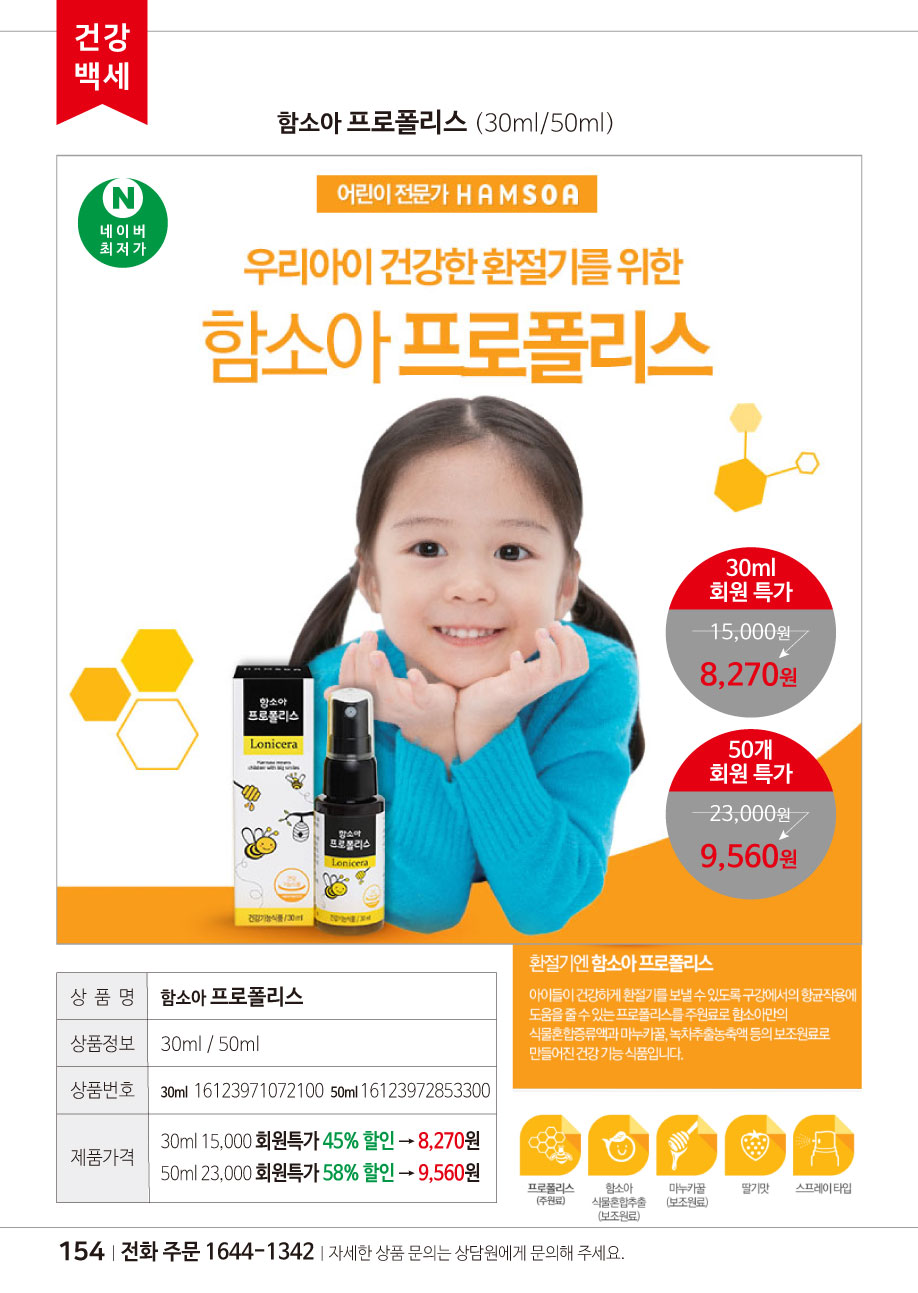 건강
백세
함소아 프로폴리스 (30ml/50ml)
N
네이버
최저가
어린이 전문가 HAMSOA
우리아이 건강한 환절기를 위한
함소아 프로폴리스
30ml
회원 특가
15,000원
8,270원
50개
회원 특가
23,000원
9,560원
함소아
프로폴리스
Lonicera
Hamsoa means
children with big smiles
건강기능식품 / 30 ml
함소아
프로폴리스
Lonicera
건강기능식품 / 30 ml
상 품 명 함소아 프로폴리스
상품정보 30ml / 50ml
상품번호 30ml 16123971072100 50ml 16123972853300
제품가격
30ml 15,000 회원특가 45% 할인 → 8,270원
50ml 23,000 회원특가 58% 할인 → 9,560원
환절기엔 함소아 프로폴리스
아이들이 건강하게 환절기를 보낼 수 있도록 구강에서의 항균작용에
도움을 줄 수 있는 프로폴리스를 주원료로 함소아만의
식물혼합증류액과 마누카꿀, 녹차추출농축액 등의 보조원료로
만들어진 건강 기능 식품입니다.
프로폴리스
(주원료)
함소아
식물혼합추출
(보조원료)
마누카꿀
(보조원료)
딸기맛
스프레이 타입
154 | 전화 주문 1644-1342 | 자세한 상품 문의는 상담원에게 문의해 주세요.